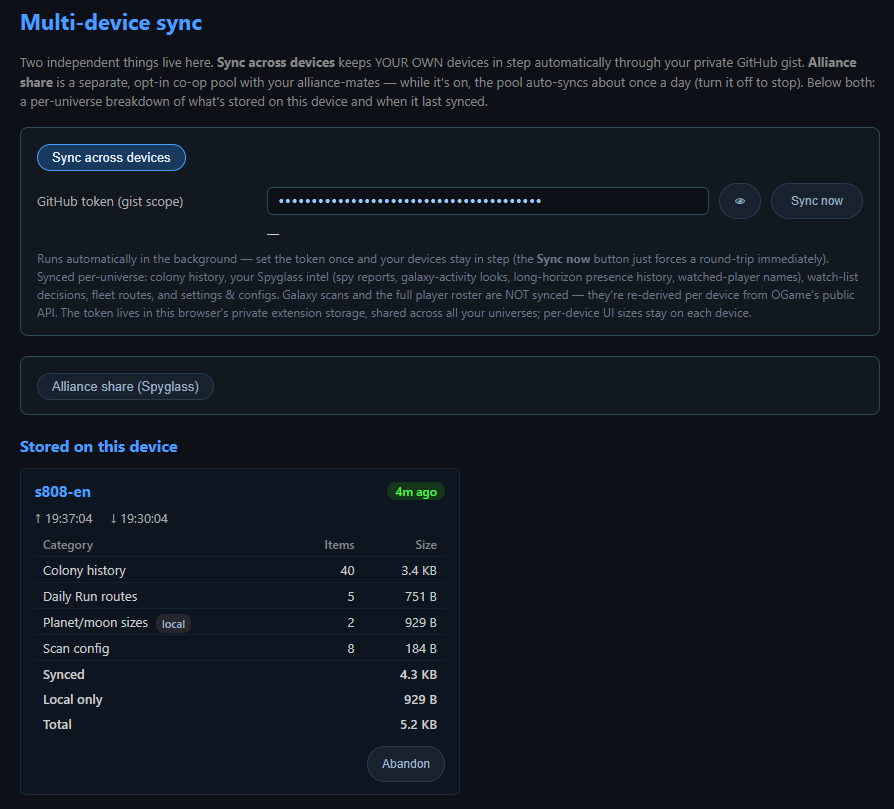 Multi-device sync
Two independent things live here. Sync across devices keeps YOUR OWN devices in step automatically through your private GitHub gist. Alliance
share is a separate, opt-in co-op pool with your alliance-mates — while it's on, the pool auto-syncs about once a day (turn it off to stop). Below both:
a per-universe breakdown of what's stored on this device and when it last synced.
Sync across devices
GitHub token (gist scope)
Sync now
—
Runs automatically in the background — set the token once and your devices stay in step (the Sync now button just forces a round-trip immediately).
Synced per-universe: colony history, your Spyglass intel (spy reports, galaxy-activity looks, long-horizon presence history, watched-player names), watch-list
decisions, fleet routes, and settings & configs. Galaxy scans and the full player roster are NOT synced — they're re-derived per device from OGame's public
API. The token lives in this browser's private extension storage, shared across all your universes; per-device UI sizes stay on each device.
Alliance share (Spyglass)
Stored on this device
s808-en 4m ago
↑ 19:37:04 ↓ 19:30:04
Category Items Size
Colony history 40 3.4 KB
Daily Run routes 5 751 B
Planet/moon sizes local 2 929 B
Scan config 8 184 B
Synced 4.3 KB
Local only 929 B
Total 5.2 KB
Abandon